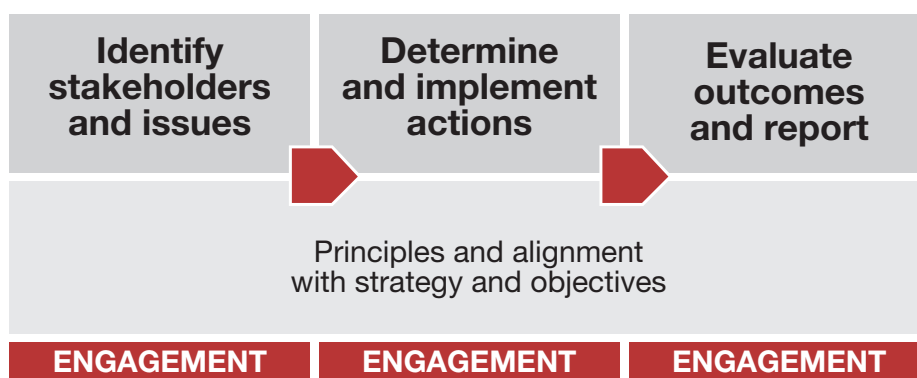 Identify
stakeholders
and issues
Determine
and implement
actions
Evaluate
outcomes
and report
Principles and alignment
with strategy and objectives
ENGAGEMENT
ENGAGEMENT
ENGAGEMENT